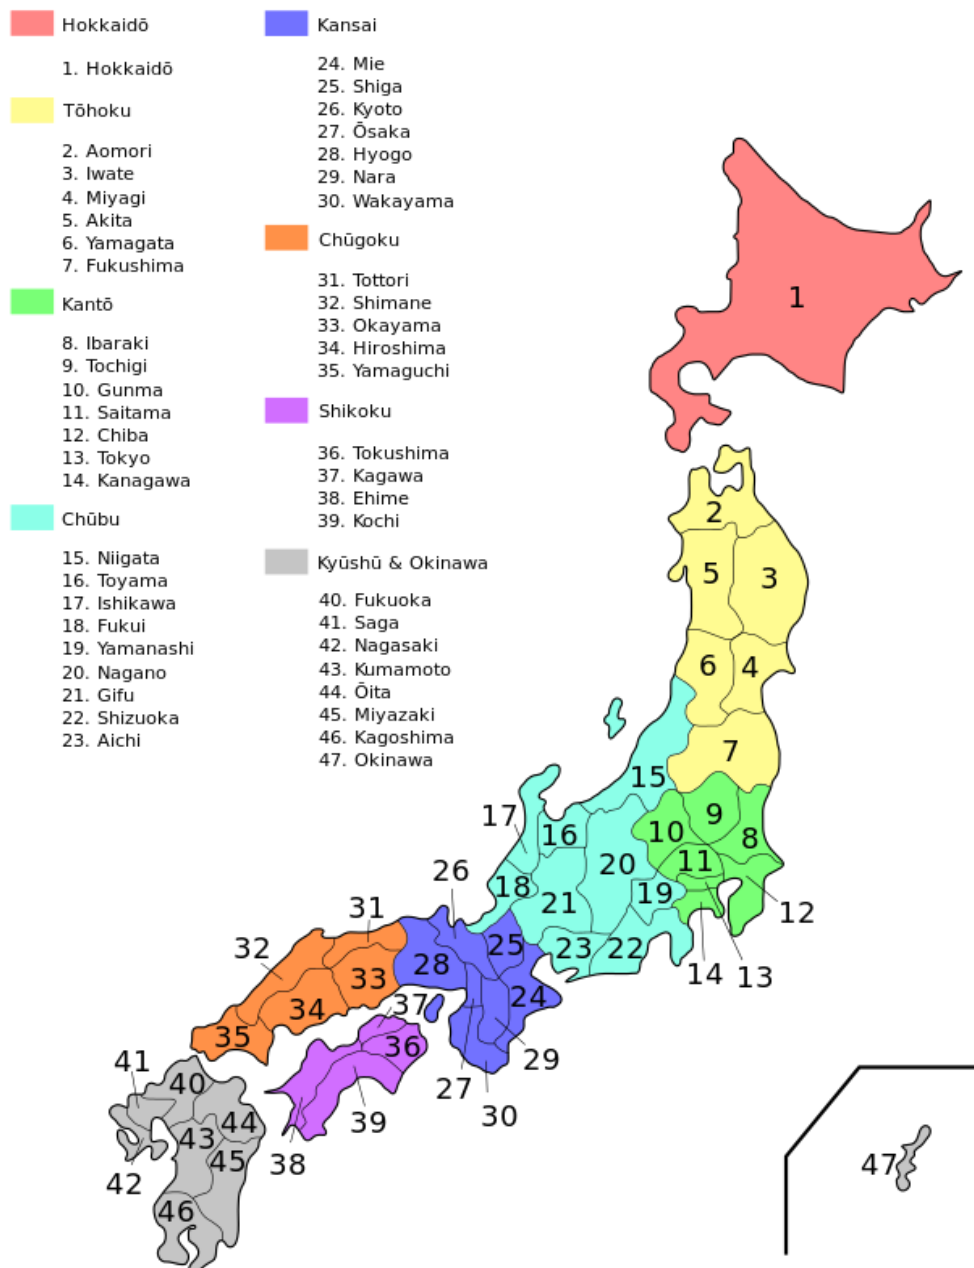 Hokkaidō
1. Hokkaidō
Tōhoku
2. Aomori
3. Iwate
4. Miyagi
5. Akita
6. Yamagata
7. Fukushima
Kantō
8. Ibaraki
9. Tochigi
10. Gunma
11. Saitama
12. Chiba
13. Tokyo
14. Kanagawa
Chūbu
15. Niigata
16. Toyama
17. Ishikawa
18. Fukui
19. Yamanashi
20. Nagano
21. Gifu
22. Shizuoka
23. Aichi
Kansai
24. Mie
25. Shiga
26. Kyoto
27. Ōsaka
28. Hyogo
29. Nara
30. Wakayama
Chūgoku
31. Tottori
32. Shimane
33. Okayama
34. Hiroshima
35. Yamaguchi
Shikoku
36. Tokushima
37. Kagawa
38. Ehime
39. Kochi
Kyūshū & Okinawa
40. Fukuoka
41. Saga
42. Nagasaki
43. Kumamoto
44. Ōita
45. Miyazaki
46. Kagoshima
47. Okinawa
1
2
5
3
6
4
7
15
9
17
16
10
8
11
20
26
18
19
21
12
31
32
25
23
22
28
33
14
13
24
34
37
35
36
29
41
40
27
30
44
39
43
45
38
47
42
46